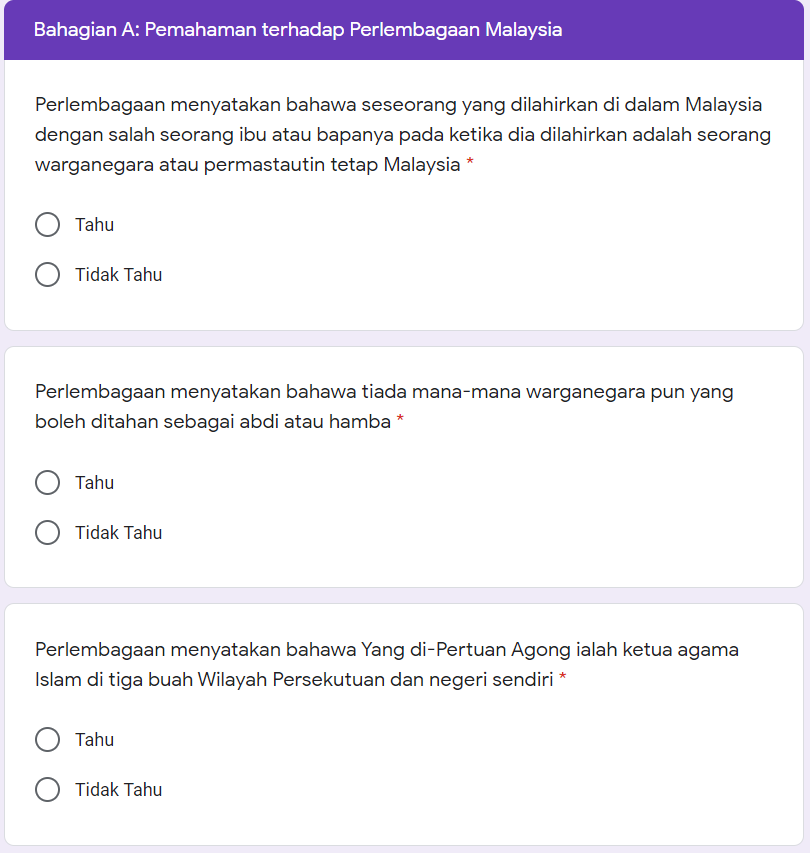 Bahagian A: Pemahaman terhadap Perlembagaan Malaysia
Perlembagaan menyatakan bahawa seseorang yang dilahirkan di dalam Malaysia
dengan salah seorang ibu atau bapanya pada ketika dia dilahirkan adalah seorang
warganegara atau permastautin tetap Malaysia *
Tahu
Tidak Tahu
Perlembagaan menyatakan bahawa tiada mana-mana warganegara pun yang
boleh ditahan sebagai abdi atau hamba *
Tahu
Tidak Tahu
Perlembagaan menyatakan bahawa Yang di-Pertuan Agong ialah ketua agama
Islam di tiga buah Wilayah Persekutuan dan negeri sendiri *
Tahu
Tidak Tahu